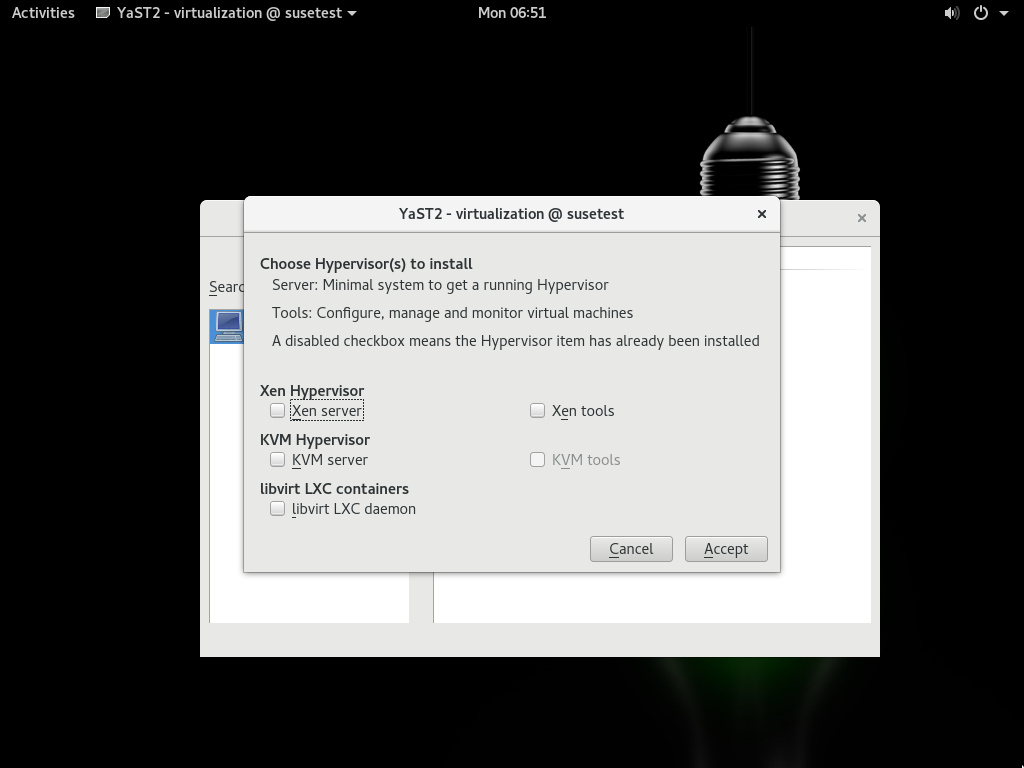 Activities YaST2 - virtualization @ susetest Mon 06:51
YaST2 - virtualization @ susetest
Choose Hypervisor(s) to install
Server: Minimal system to get a running Hypervisor
Searc
Tools: Configure, manage and monitor virtual machines
A disabled checkbox means the Hypervisor item has already been installed
Xen Hypervisor
Xen server Xen tools
KVM Hypervisor
KVM server KVM tools
libvirt LXC containers
libvirt LXC daemon
Cancel Accept